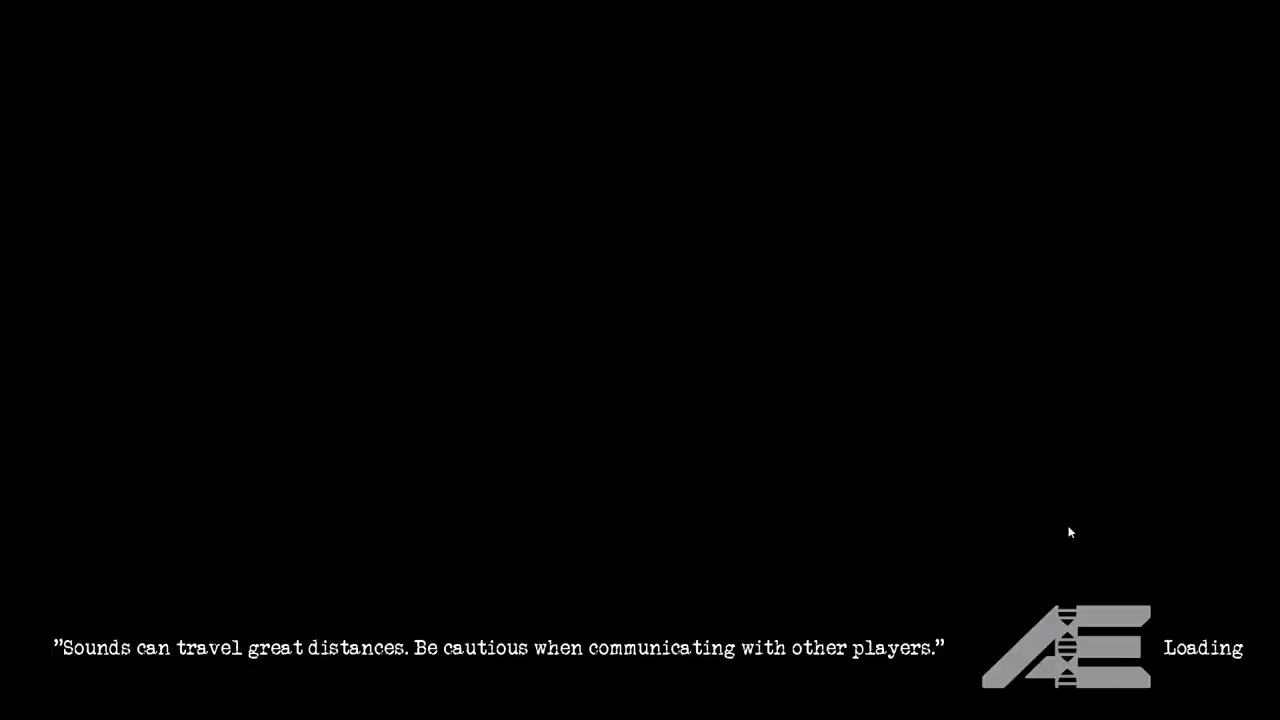 "Sounds can travel great distances. Be cautious when communicating with other players."
Æ
Loading